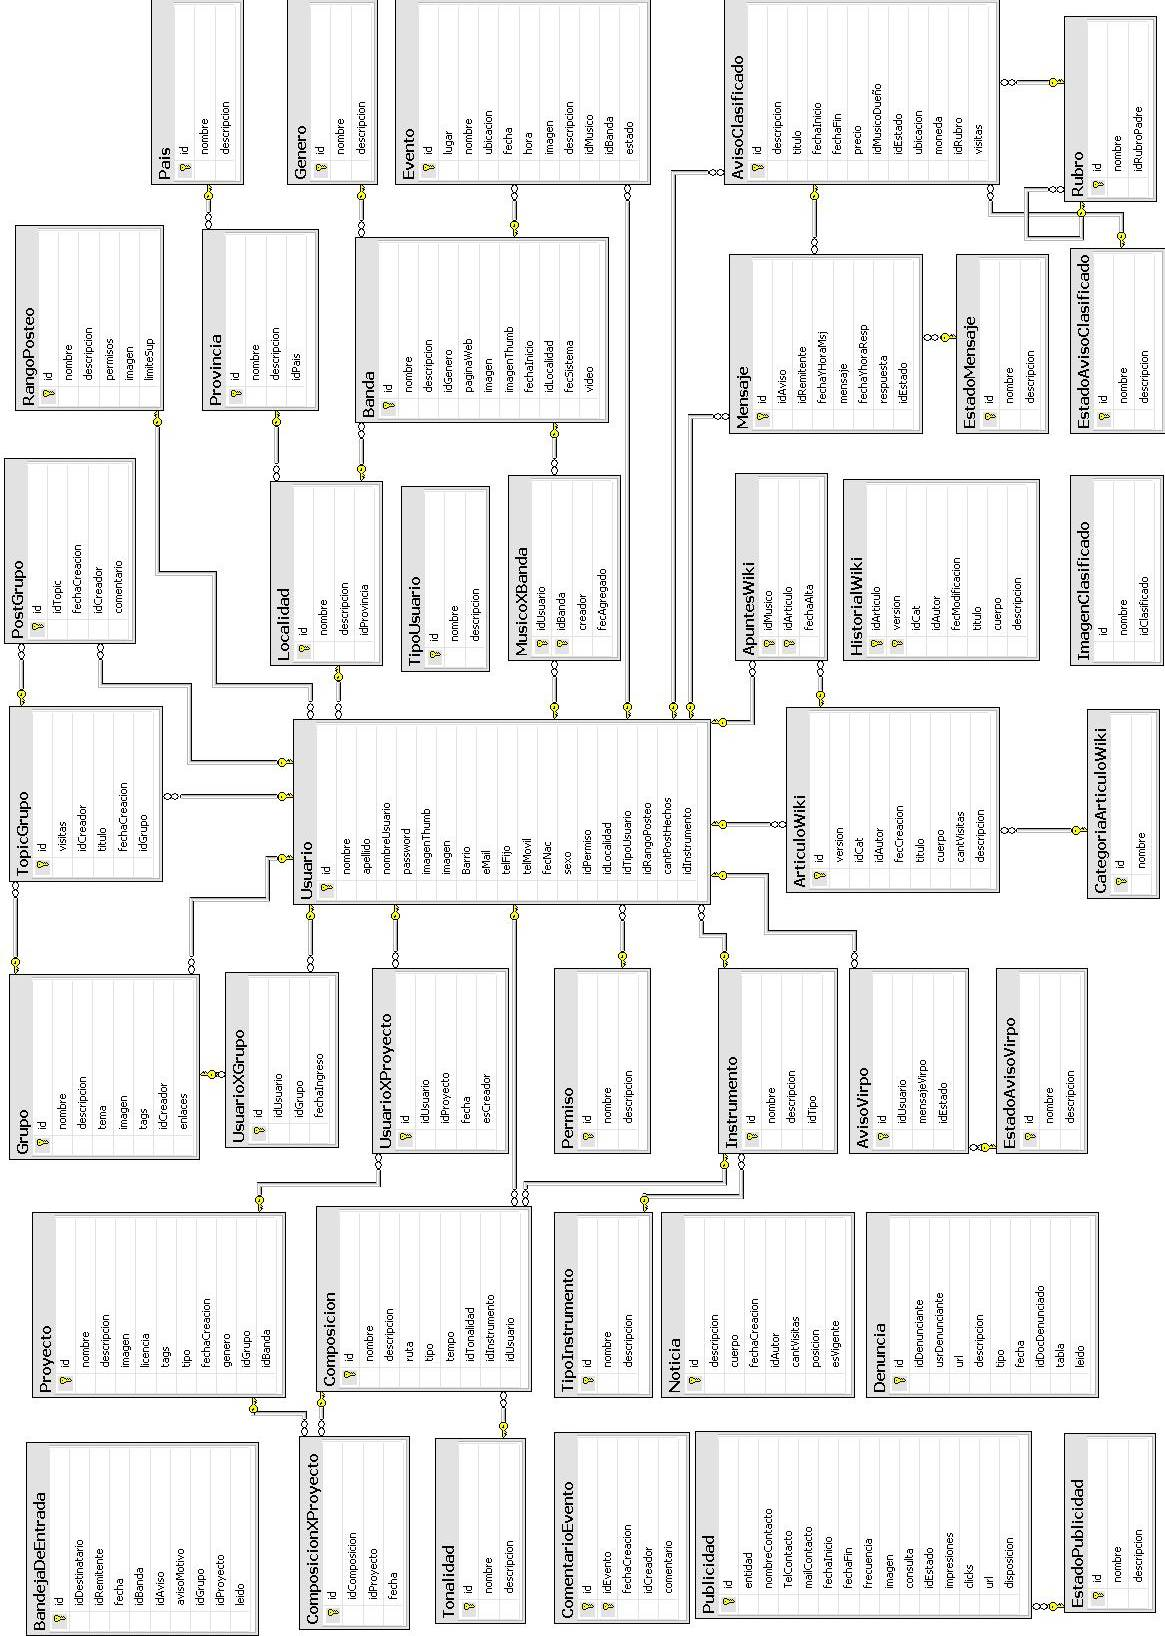 BandejaDeEntrada
id
idDestinatario
idRemitente
fecha
idBanda
idAviso
avisoMotivo
idGrupo
idProyecto
leido
ComposicionXProyecto
id
idComposicion
idProyecto
fecha
Tonalidad
id
nombre
descripcion
ComentarioEvento
id
idEvento
fechaCreacion
idCreador
comentario
Publicidad
id
entidad
nombreContacto
TelContacto
mailContacto
fechaInicio
fechaFin
frecuencia
imagen
consulta
idEstado
impresiones
clicks
url
disposicion
EstadoPublicidad
id
nombre
descripcion
Proyecto
id
nombre
descripcion
imagen
licencia
tags
tipo
fechaCreacion
genero
idGrupo
idBanda
Composicion
id
nombre
descripcion
ruta
tipo
tempo
idTonalidad
idInstrumento
idUsuario
TipoInstrumento
id
nombre
descripcion
Noticia
id
descripcion
cuerpo
fechaCreacion
idAutor
cantVisitas
posicion
esVigente
Denuncia
id
idDenunciante
usrDenunciante
url
descripcion
tipo
fecha
idDocDenunciado
tabla
leido
Grupo
id
nombre
descripcion
tema
imagen
tags
idCreador
enlaces
UsuarioXGrupo
id
idUsuario
idGrupo
fechaIngreso
UsuarioXProyecto
id
idUsuario
idProyecto
fecha
esCreador
Permiso
id
nombre
descripcion
Instrumento
id
nombre
descripcion
idTipo
AvisoVirpo
id
idUsuario
mensajeVirpo
idEstado
EstadoAvisoVirpo
id
nombre
descripcion
TopicGrupo
id
visitas
idCreador
titulo
fechaCreacion
idGrupo
Usuario
id
nombre
apellido
nombreUsuario
password
imagenThumb
imagen
Barrio
eMail
telFijo
telMovil
fecNac
sexo
idPermiso
idLocalidad
idTipoUsuario
idRangoPosteo
cantPostHechos
idInstrumento
ArticuloWiki
id
version
idCat
idAutor
fecCreacion
titulo
cuerpo
cantVisitas
descripcion
CategoriaArticuloWiki
id
nombre
PostGrupo
id
idTopic
fechaCreacion
idCreador
comentario
Localidad
id
nombre
descripcion
idProvincia
TipoUsuario
id
nombre
descripcion
MusicoXBanda
idUsuario
idBanda
creador
fecAgregado
ApuntesWiki
idMusico
idArticulo
fechaAlta
HistorialWiki
idArticulo
version
idCat
idAutor
fecModificacion
titulo
cuerpo
descripcion
ImagenClasificado
id
nombre
idClasificado
RangoPosteo
id
nombre
descripcion
permisos
imagen
limiteSup
Provincia
id
nombre
descripcion
idPais
Banda
id
nombre
descripcion
idGenero
paginaWeb
imagen
imagenThumb
fechaInicio
idLocalidad
fecSistema
video
Mensaje
id
idAviso
idRemitente
fechaYHoraMsj
mensaje
fechaYhoraResp
respuesta
idEstado
EstadoMensaje
id
nombre
descripcion
EstadoAvisoClasificado
id
nombre
descripcion
Pais
id
nombre
descripcion
Genero
id
nombre
descripcion
Evento
id
lugar
nombre
ubicacion
fecha
hora
imagen
descripcion
idMusico
idBanda
estado
AvisoClasificado
id
descripcion
titulo
fechaInicio
fechaFin
precio
idMusicoDueño
idEstado
ubicacion
moneda
idRubro
visitas
Rubro
id
nombre
idRubroPadre